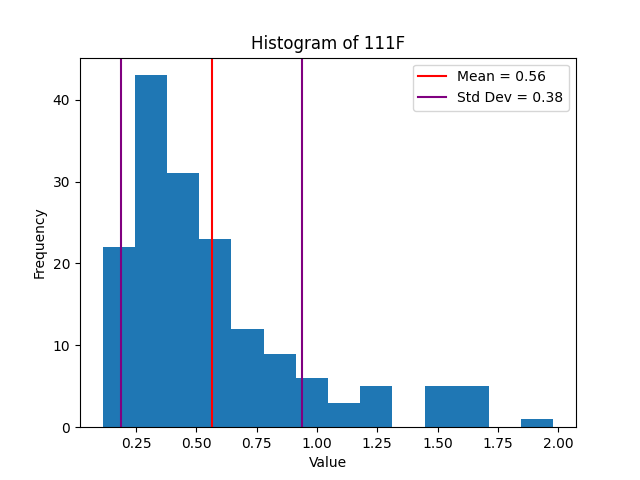 Histogram of 111F
Mean = 0.56
Std Dev = 0.38
Frequency
40
30
20
10
0
0.25 0.50 0.75 1.00 1.25 1.50 1.75 2.00
Value